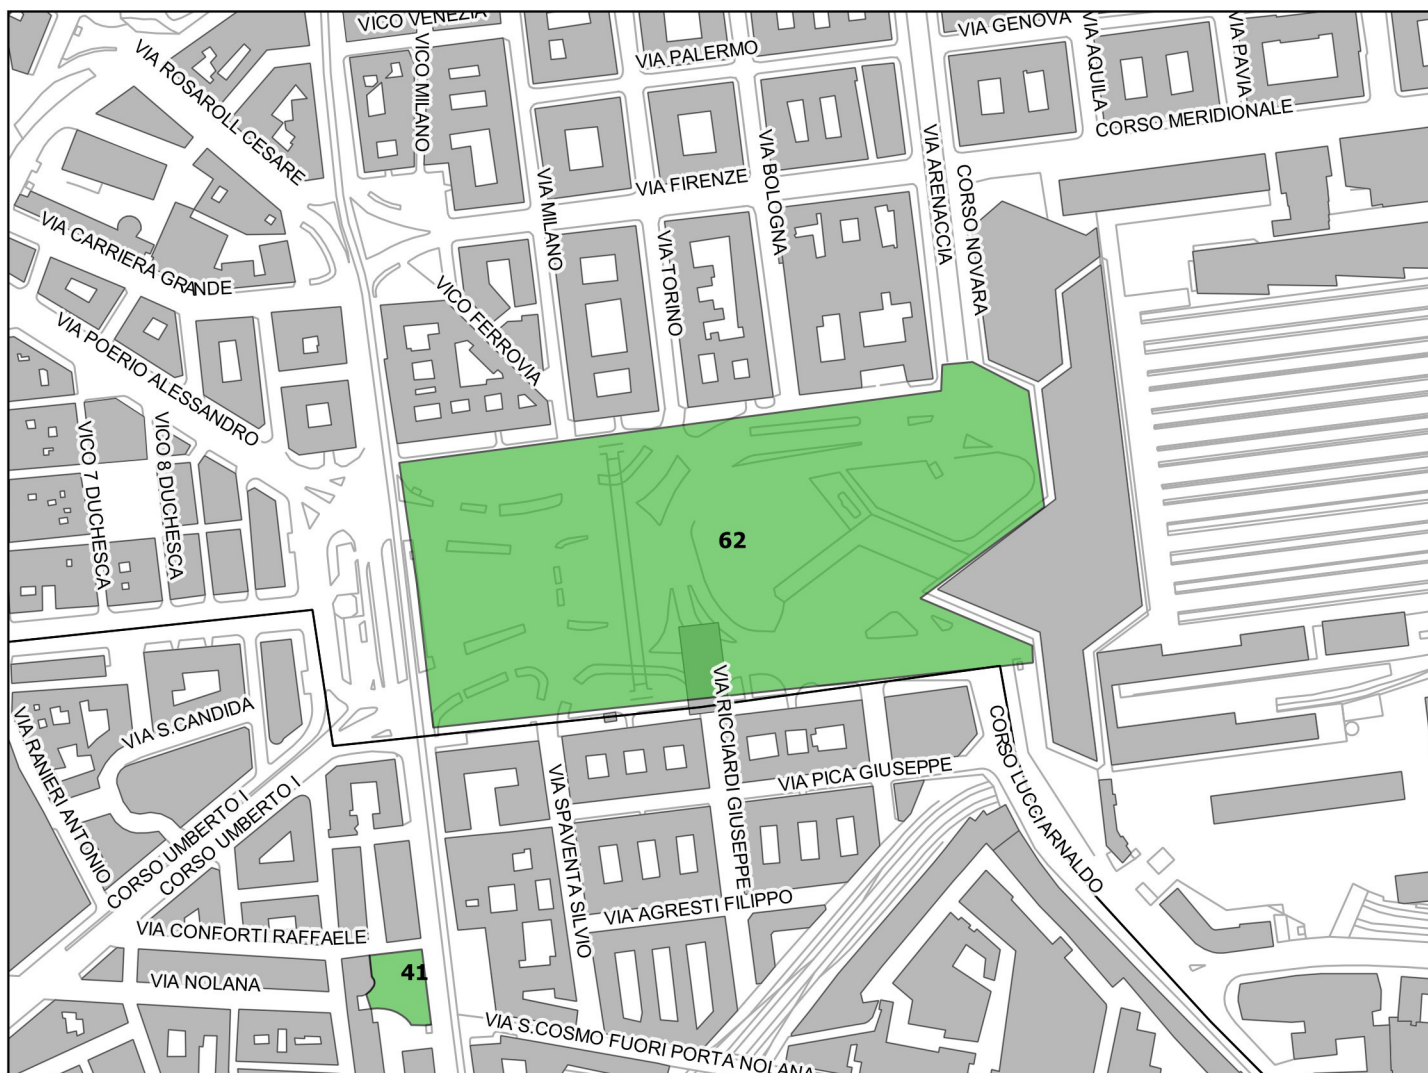 VICO VENEZIA
VIA GENOVA
VIA PALERMO
VIA AQUILA
VIA PAVIA
VIA ROSAROLL CESARE
VICO MILANO
CORSO MERIDIONALE
VIA BOLOGNA
VIA ARENACCIA
VIA FIRENZE
VIA MILANO
CORSO NOVARA
VIA CARRIERA GRANDE
VIA TORINO
VICO FERROVIA
VIA POERIO ALESSANDRO
VICO 7 DUCHESCA
VICO 8 DUCHESCA
62
VIA S.CANDIDA
VIA RANIERI ANTONIO
VIA RICCIARDI GIUSEPPE
CORSO LUCCI ARNALDO
VIA PICA GIUSEPPE
VIA SPAVENTA SILVIO
CORSO UMBERTO I
CORSO UMBERTO I
VIA AGRESTI FILIPPO
VIA CONFORTI RAFFAELE
41
VIA NOLANA
VIA S.COSMO FUORI PORTA NOLANA